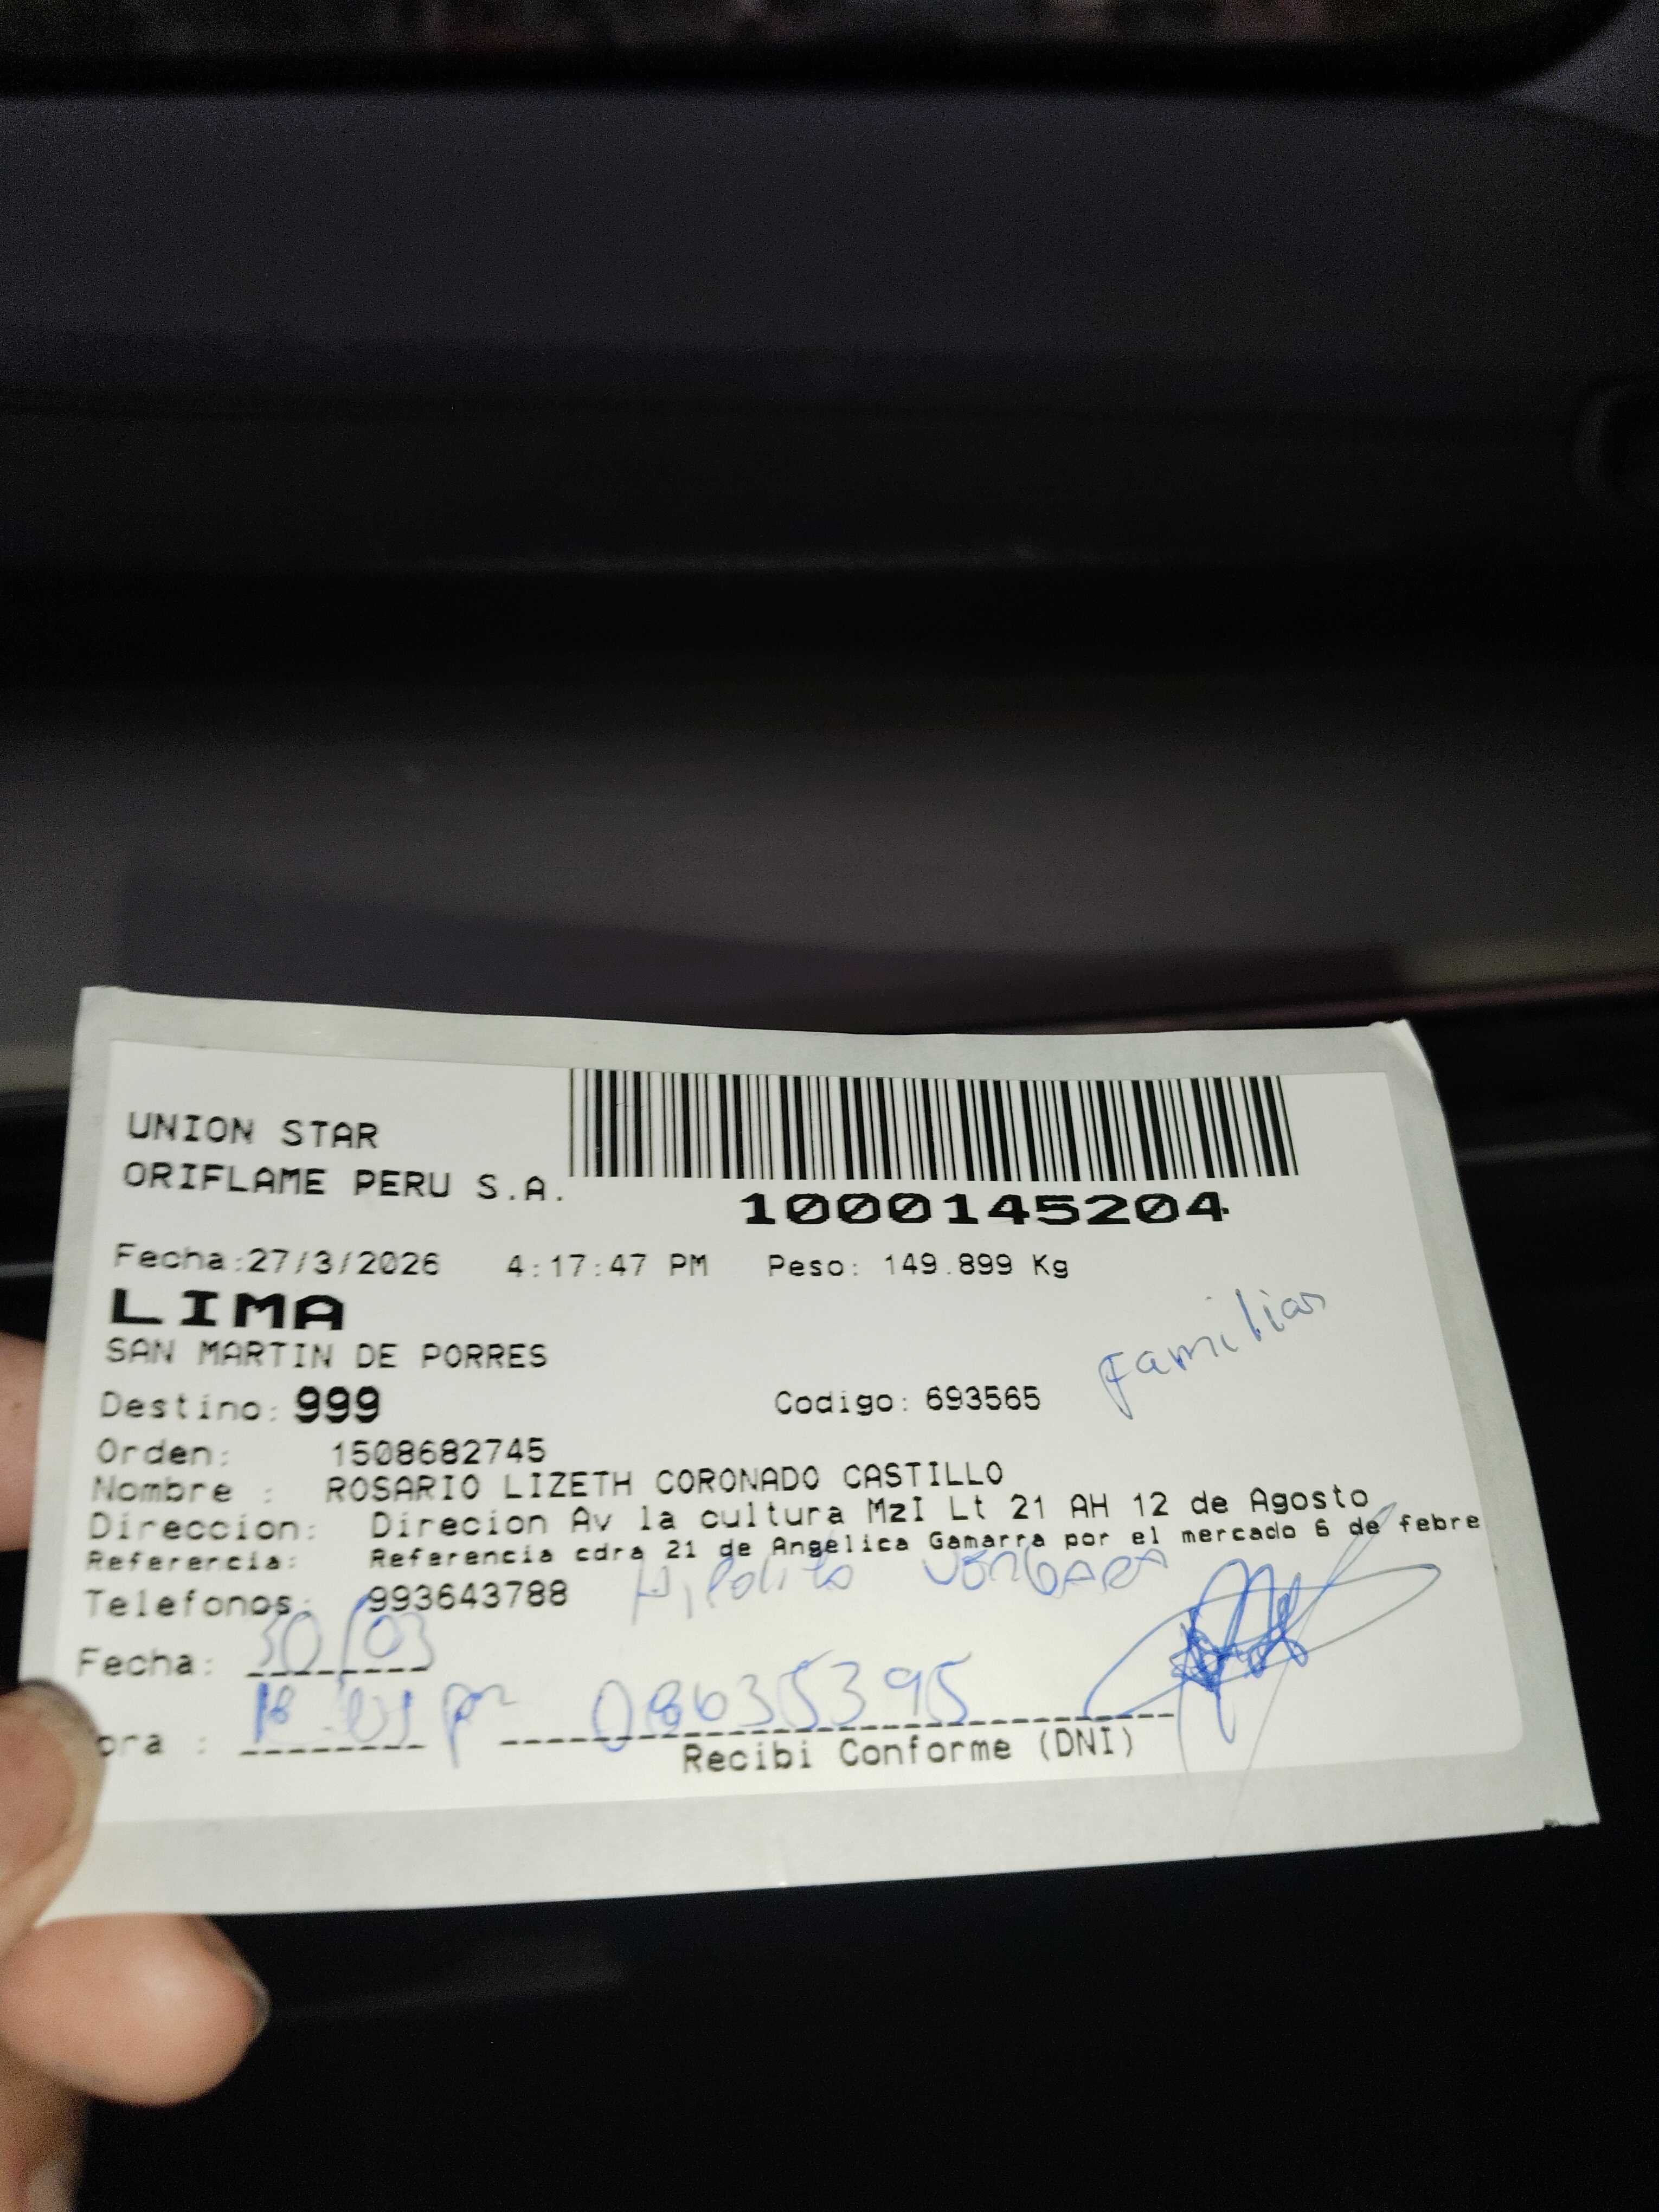 UNION STAR
ORIFLAME PERU S.A.
1000145204
Fecha:27/3/2026 4:17:47 PM Peso: 149.899 Kg
LIMA
SAN MARTIN DE PORRES
familiar
Destino: 999 Codigo: 693565
Orden: 1508682745
Nombre : ROSARIO LIZETH CORONADO CASTILLO
Direccion: Direcion Av la cultura MzI Lt 21 AH 12 de Agosto
Referencia: Referencia cdra 21 de Angelica Gamarra por el mercado 6 de febre
Telefonos: 993643788 Hipolito
Fecha: 30/03
ora : 08635395
Recibi Conforme (DNI)